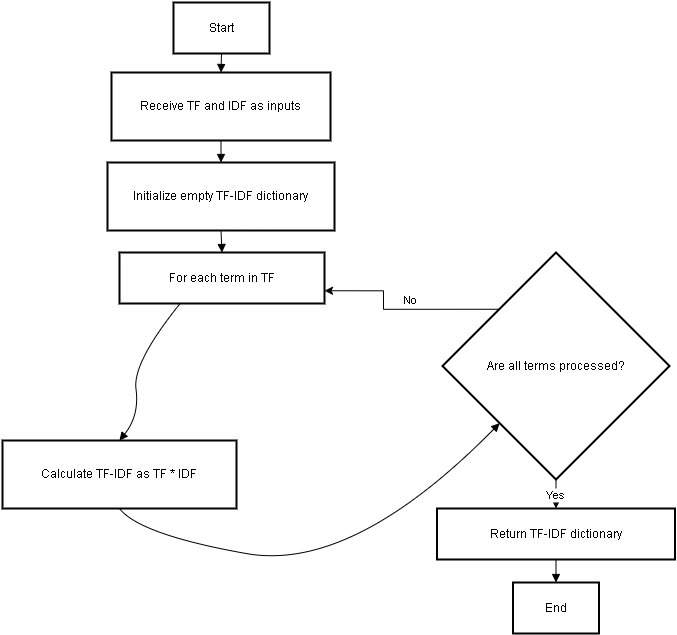 Start
Receive TF and IDF as inputs
Initialize empty TF-IDF dictionary
For each term in TF
No
Are all terms processed?
Calculate TF-IDF as TF * IDF
Yes
Return TF-IDF dictionary
End